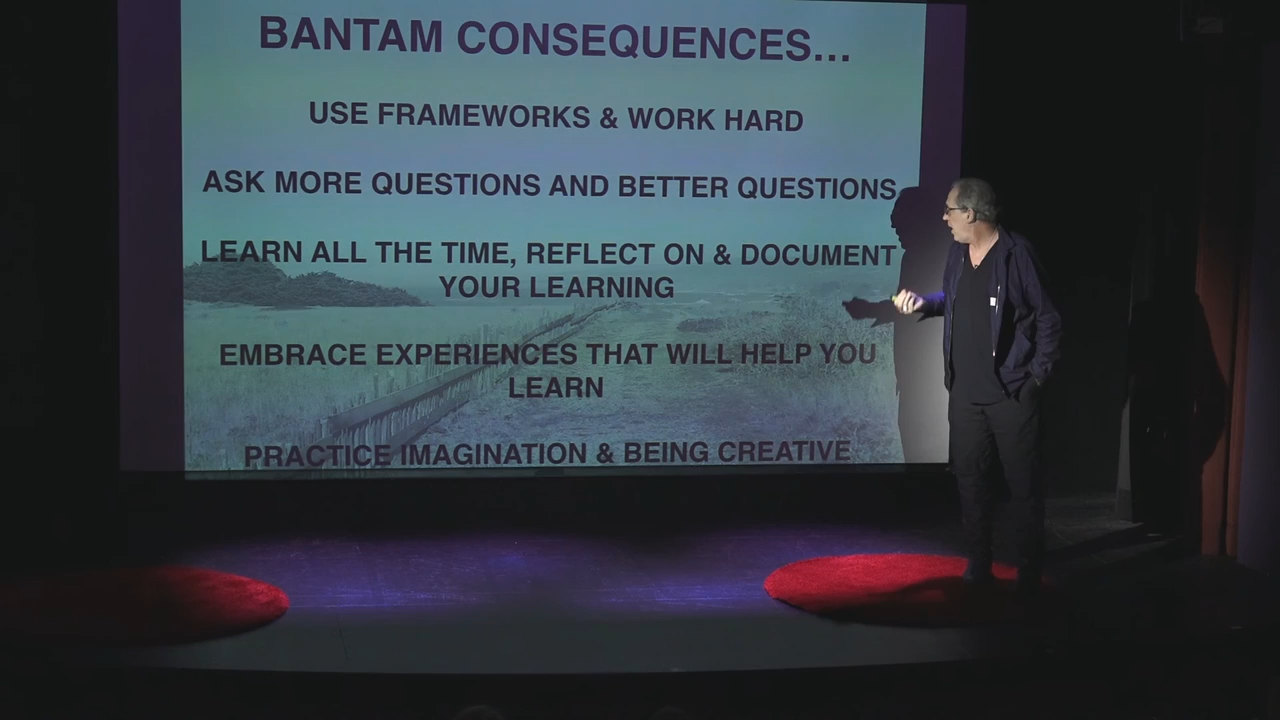 BANTAM CONSEQUENCES...
USE FRAMEWORKS & WORK HARD
ASK MORE QUESTIONS AND BETTER QUESTIONS
LEARN ALL THE TIME, REFLECT ON & DOCUMENT
YOUR LEARNING
EMBRACE EXPERIENCES THAT WILL HELP YOU
LEARN
PRACTICE IMAGINATION & BEING CREATIVE